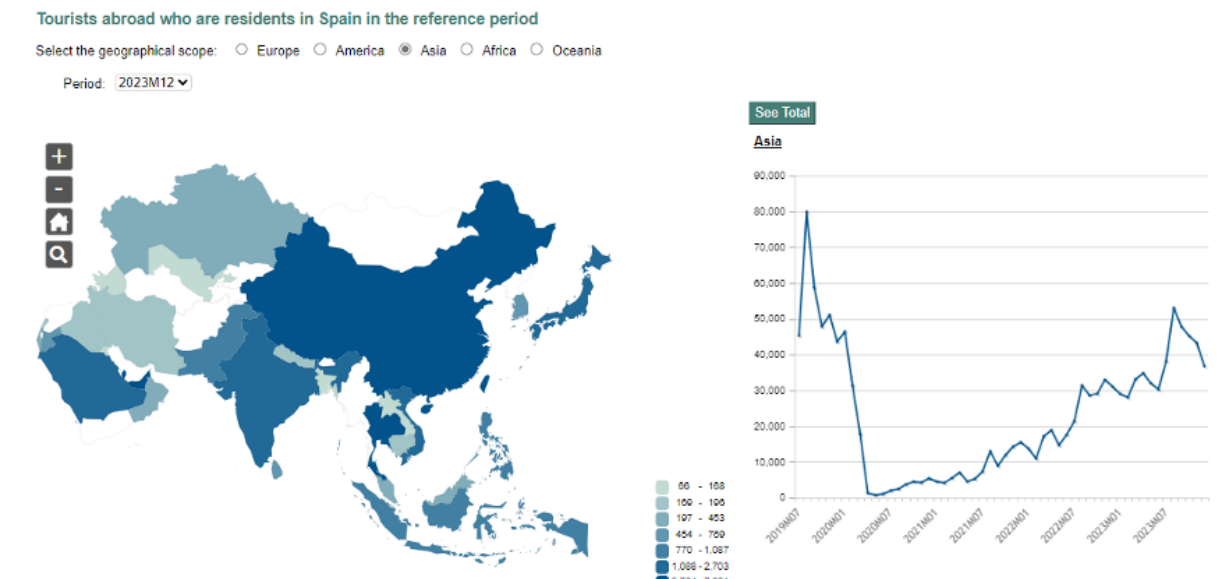 Tourists abroad who are residents in Spain in the reference period
Select the geographical scope: Europe America Asia Africa Oceania
Period: 2023M12
+
-
See Total
Asia
90,000
80,000
70,000
60,000
50,000
40,000
30,000
20,000
10,000
0
2019M07
2020M01
2020M07
2021M01
2021M07
2022M01
2022M07
2023M01
2023M07
66 - 168
169 - 196
197 - 453
454 - 769
770 - 1.087
1.088 - 2.703